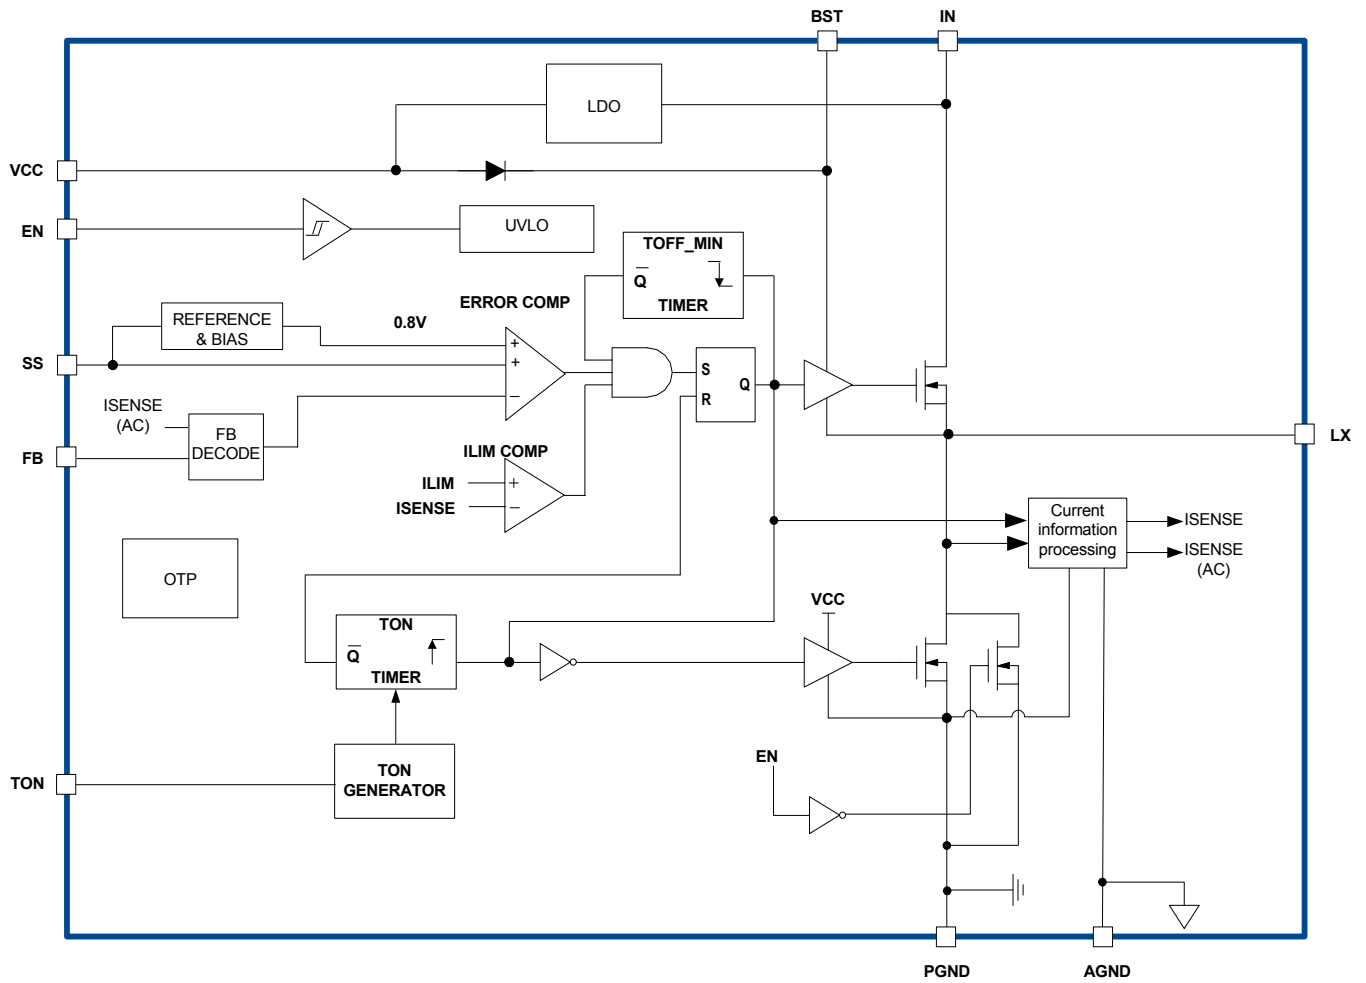 BST
IN
LDO
VCC
EN
UVLO
TOFF_MIN
Q
TIMER
ERROR COMP
REFERENCE
& BIAS
0.8V
+
+
−
SS
S
R
Q
ISENSE
(AC)
FB
DECODE
FB
LX
ILIM COMP
ILIM
+
ISENSE
−
Current
information
processing
ISENSE
ISENSE
(AC)
OTP
VCC
TON
Q
TIMER
TON
TON
GENERATOR
EN
PGND
AGND